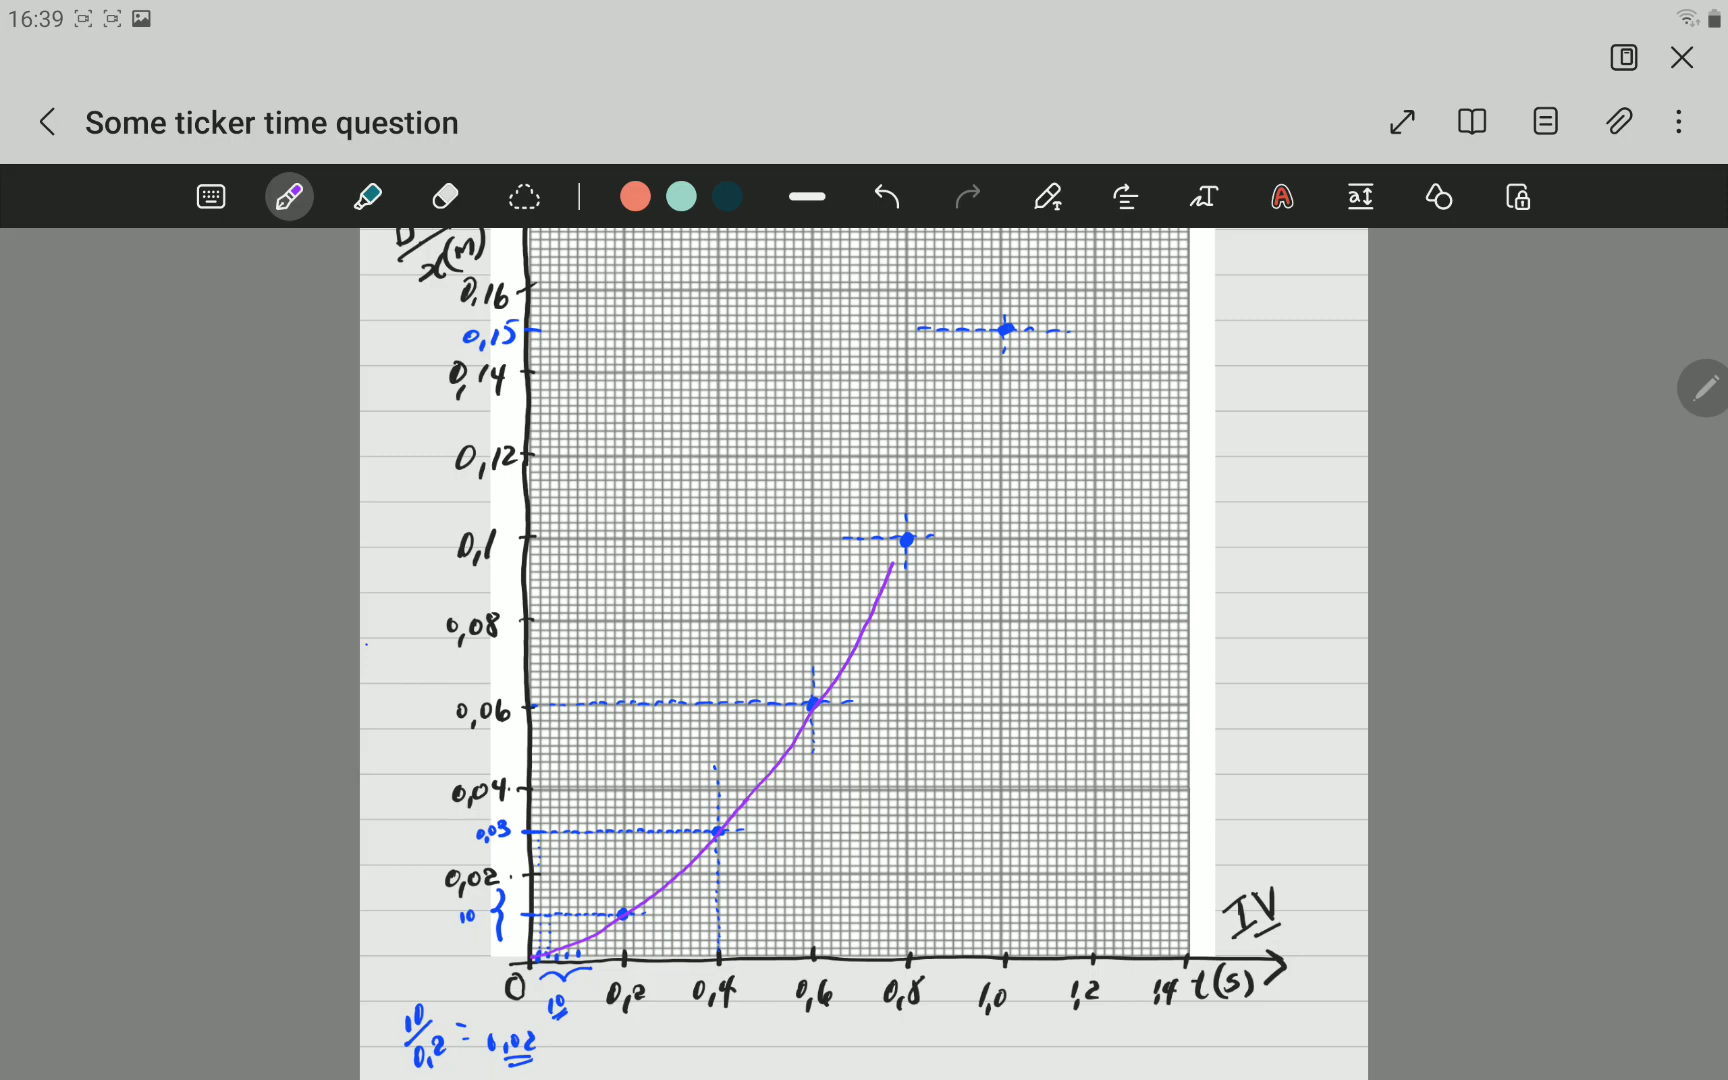 16:39
Some ticker time question
D/x(m)
0,16
0,15
0,14
0,12
0,1
0,08
0,06
0,04
0,03
0,02
10
IV
0 0,2 0,4 0,6 0,8 1,0 1,2 1,4 t(s)
10
10/0,2 = 0,02